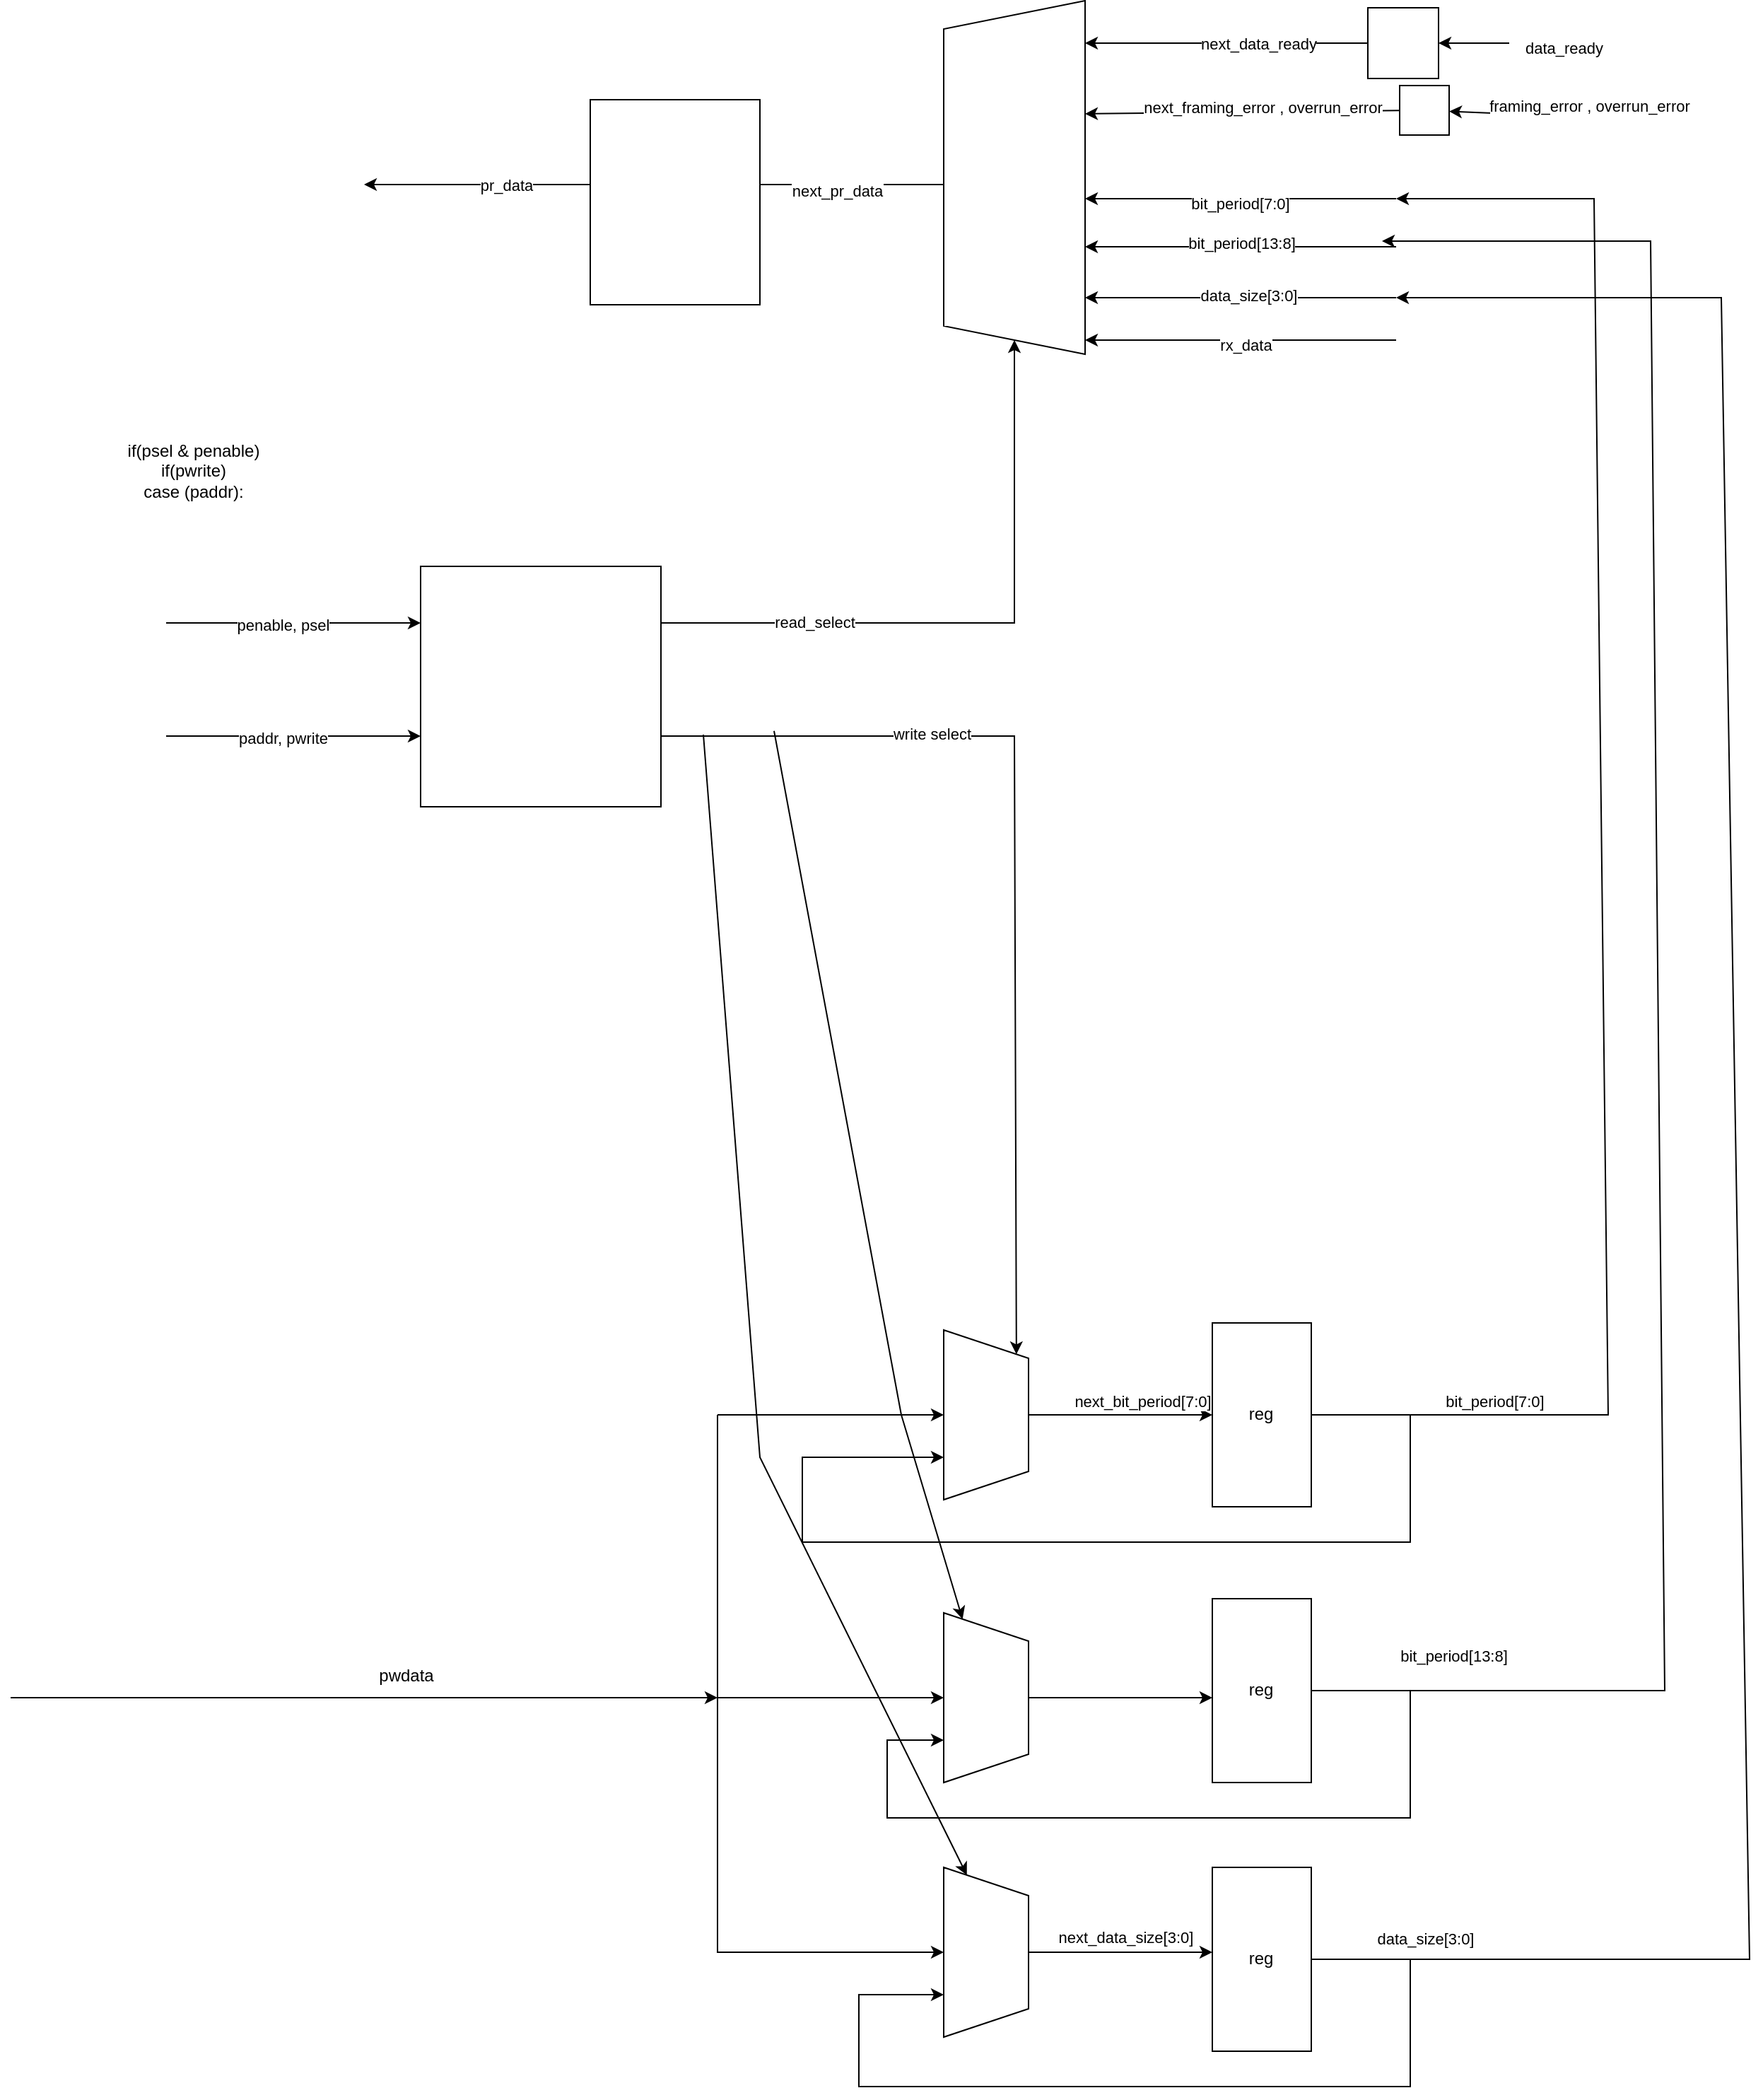 next_data_ready
data_ready
next_framing_error , overrun_error
framing_error , overrun_error
pr_data
next_pr_data
bit_period[7:0]
bit_period[13:8]
data_size[3:0]
rx_data
if(psel & penable)
if(pwrite)
case (paddr):
penable, psel
read_select
paddr, pwrite
write select
next_bit_period[7:0]
reg
bit_period[7:0]
pwdata
reg
bit_period[13:8]
next_data_size[3:0]
reg
data_size[3:0]